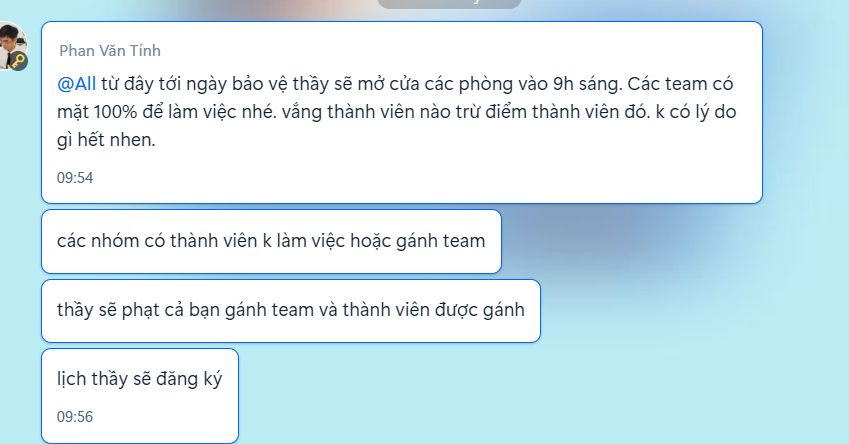 Phan Văn Tính
@All từ đây tới ngày bảo vệ thầy sẽ mở cửa các phòng vào 9h sáng. Các team có
mặt 100% để làm việc nhé. vắng thành viên nào trừ điểm thành viên đó. k có lý do
gì hết nhen.
09:54
các nhóm có thành viên k làm việc hoặc gánh team
thầy sẽ phạt cả bạn gánh team và thành viên được gánh
lịch thầy sẽ đăng ký
09:56